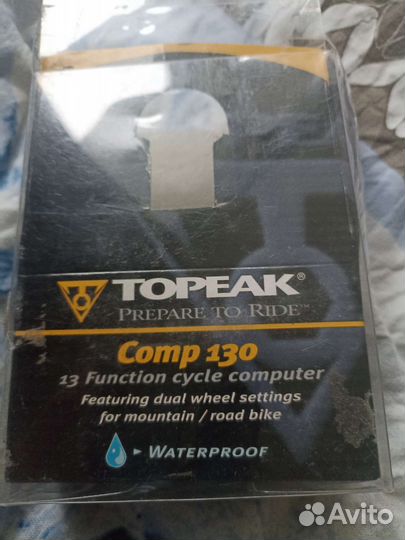 TOPEAK®
PREPARE TO RIDE™
Comp 130
13 Function cycle computer
Featuring dual wheel settings
for mountain / road bike
WATERPROOF
Avito